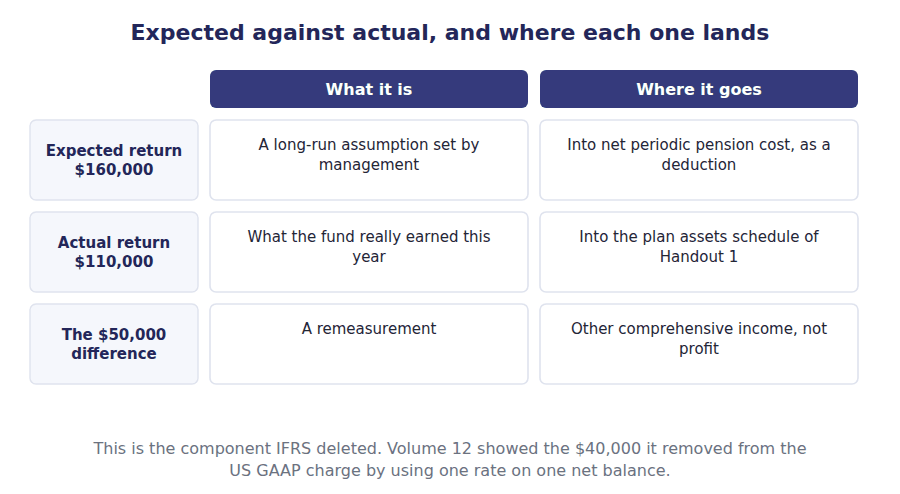 Expected against actual, and where each one lands
What it is
Where it goes
Expected return
$160,000
A long-run assumption set by
management
Into net periodic pension cost, as a
deduction
Actual return
$110,000
What the fund really earned this
year
Into the plan assets schedule of
Handout 1
The $50,000
difference
A remeasurement
Other comprehensive income, not
profit
This is the component IFRS deleted. Volume 12 showed the $40,000 it removed from the
US GAAP charge by using one rate on one net balance.